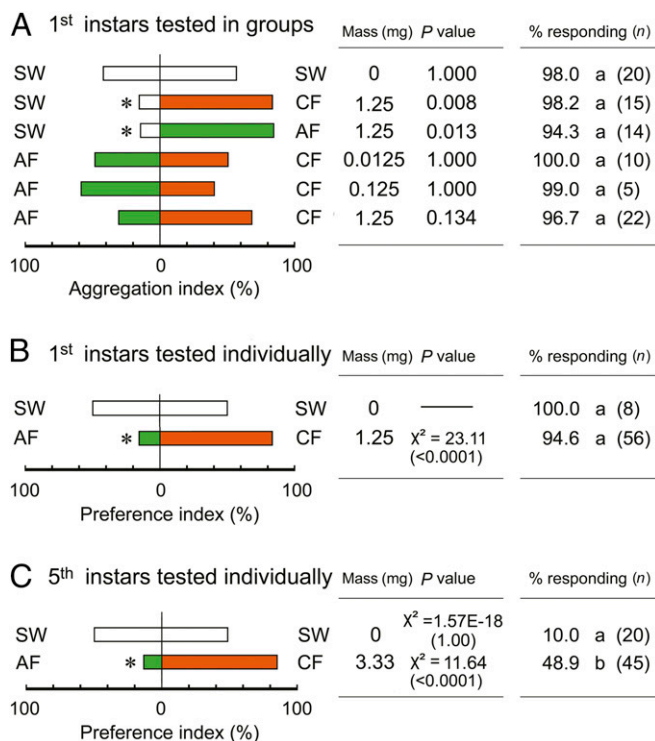 A 1st instars tested in groups Mass (mg) P value % responding (n)
SW SW 0 1.000 98.0 a (20)
SW * CF 1.25 0.008 98.2 a (15)
SW * AF 1.25 0.013 94.3 a (14)
AF CF 0.0125 1.000 100.0 a (10)
AF CF 0.125 1.000 99.0 a (5)
AF CF 1.25 0.134 96.7 a (22)
100 0 100
Aggregation index (%)
B 1st instars tested individually Mass (mg) P value % responding (n)
SW SW 0 — 100.0 a (8)
AF * CF 1.25 χ² = 23.11 94.6 a (56)
(<0.0001)
100 0 100
Preference index (%)
C 5th instars tested individually Mass (mg) P value % responding (n)
SW SW 0 χ² =1.57E-18 10.0 a (20)
(1.00)
AF * CF 3.33 χ² = 11.64 48.9 b (45)
(<0.0001)
100 0 100
Preference index (%)